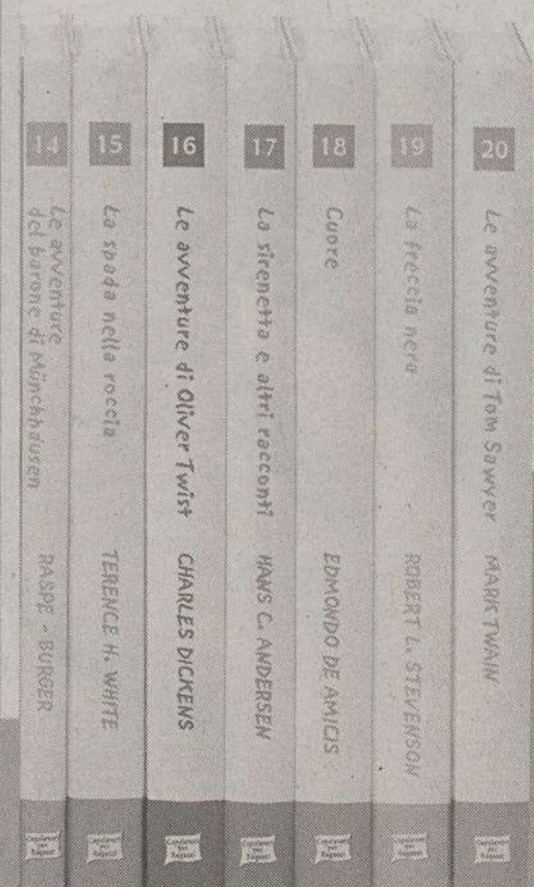 14
Le avventure
del barone di Münchhausen
RASPE - BURGER
15
La spada nella roccia
TERENCE H. WHITE
16
Le avventure di Oliver Twist
CHARLES DICKENS
17
La sirenetta e altri racconti
HANS C. ANDERSEN
18
Cuore
EDMONDO DE AMICIS
19
La freccia nera
ROBERT L. STEVENSON
20
Le avventure di Tom Sawyer
MARK TWAIN